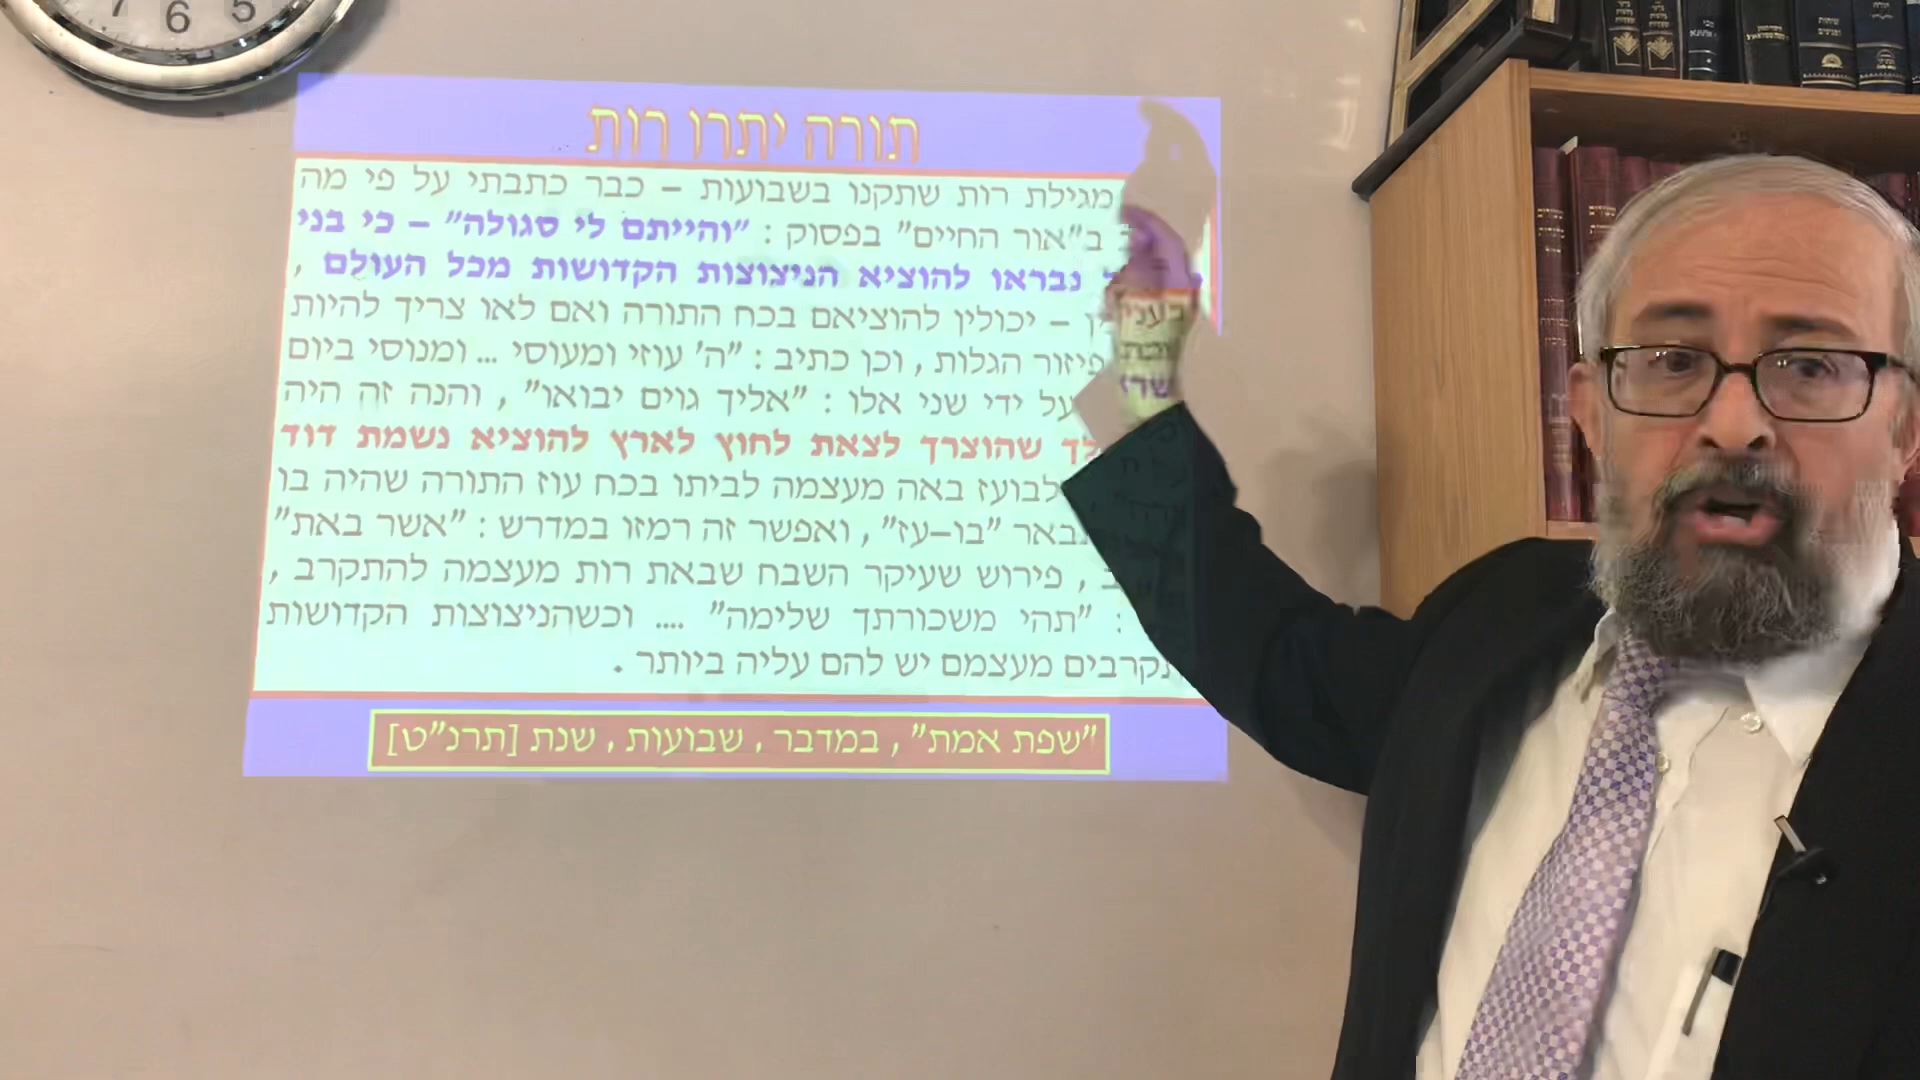 7 6 5
תורה יתרו רות
מגילת רות שתקנו בשבועות – כבר כתבתי על פי מה
ב"אור החיים" בפסוק : "והייתם לי סגולה" – כי בני
נבראו להוציא הניצוצות הקדושות מכל העולם ,
– יכולין להוציאם בכח התורה ואם לאו צריך להיות
פיזור הגלות , וכן כתיב : "ה' עוזי ומעוסי ... ומנוסי ביום
על ידי שני אלו : "אליך גוים יבואו" , והנה זה היה
שהוצרך לצאת לחוץ לארץ להוציא נשמת דוד
לבועז באה מעצמה לביתו בכח עוז התורה שהיה בו
"בו–עז" , ואפשר זה רמזו במדרש : "אשר באת"
, פירוש שעיקר השבח שבאת רות מעצמה להתקרב ,
: "תהי משכורתך שלימה" .... וכשהניצוצות הקדושות
מעצמם יש להם עליה ביותר .
"שפת אמת" , במדבר , שבועות , שנת [תרנ"ט]